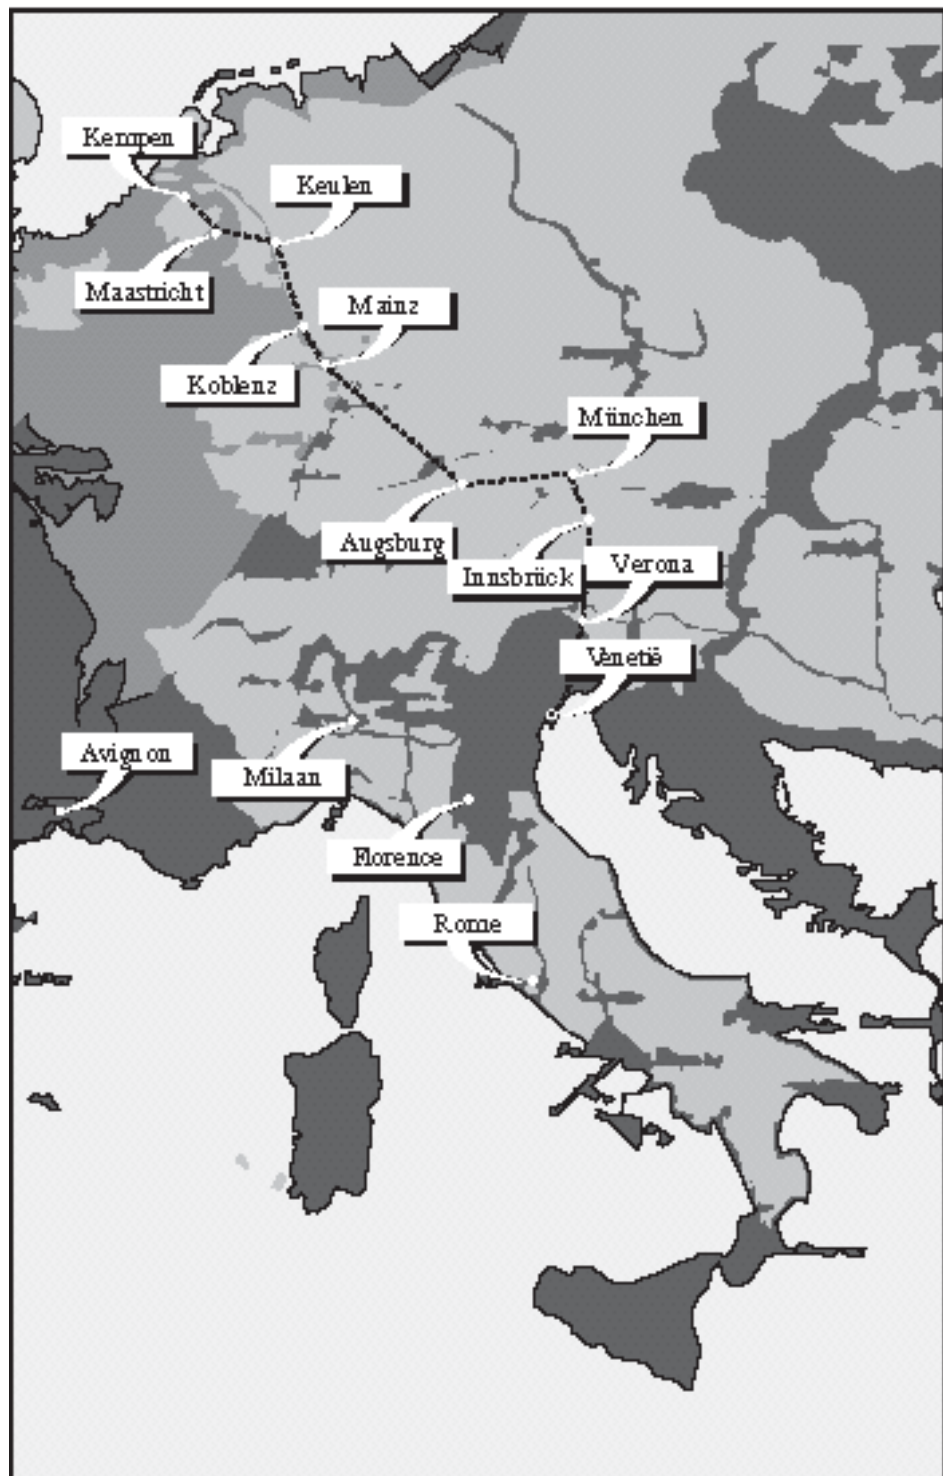 Kempen
Keulen
Maastricht
Mainz
Koblenz
München
Augsburg
Innsbrück
Verona
Venetië
Avignon
Milaan
Florence
Rome